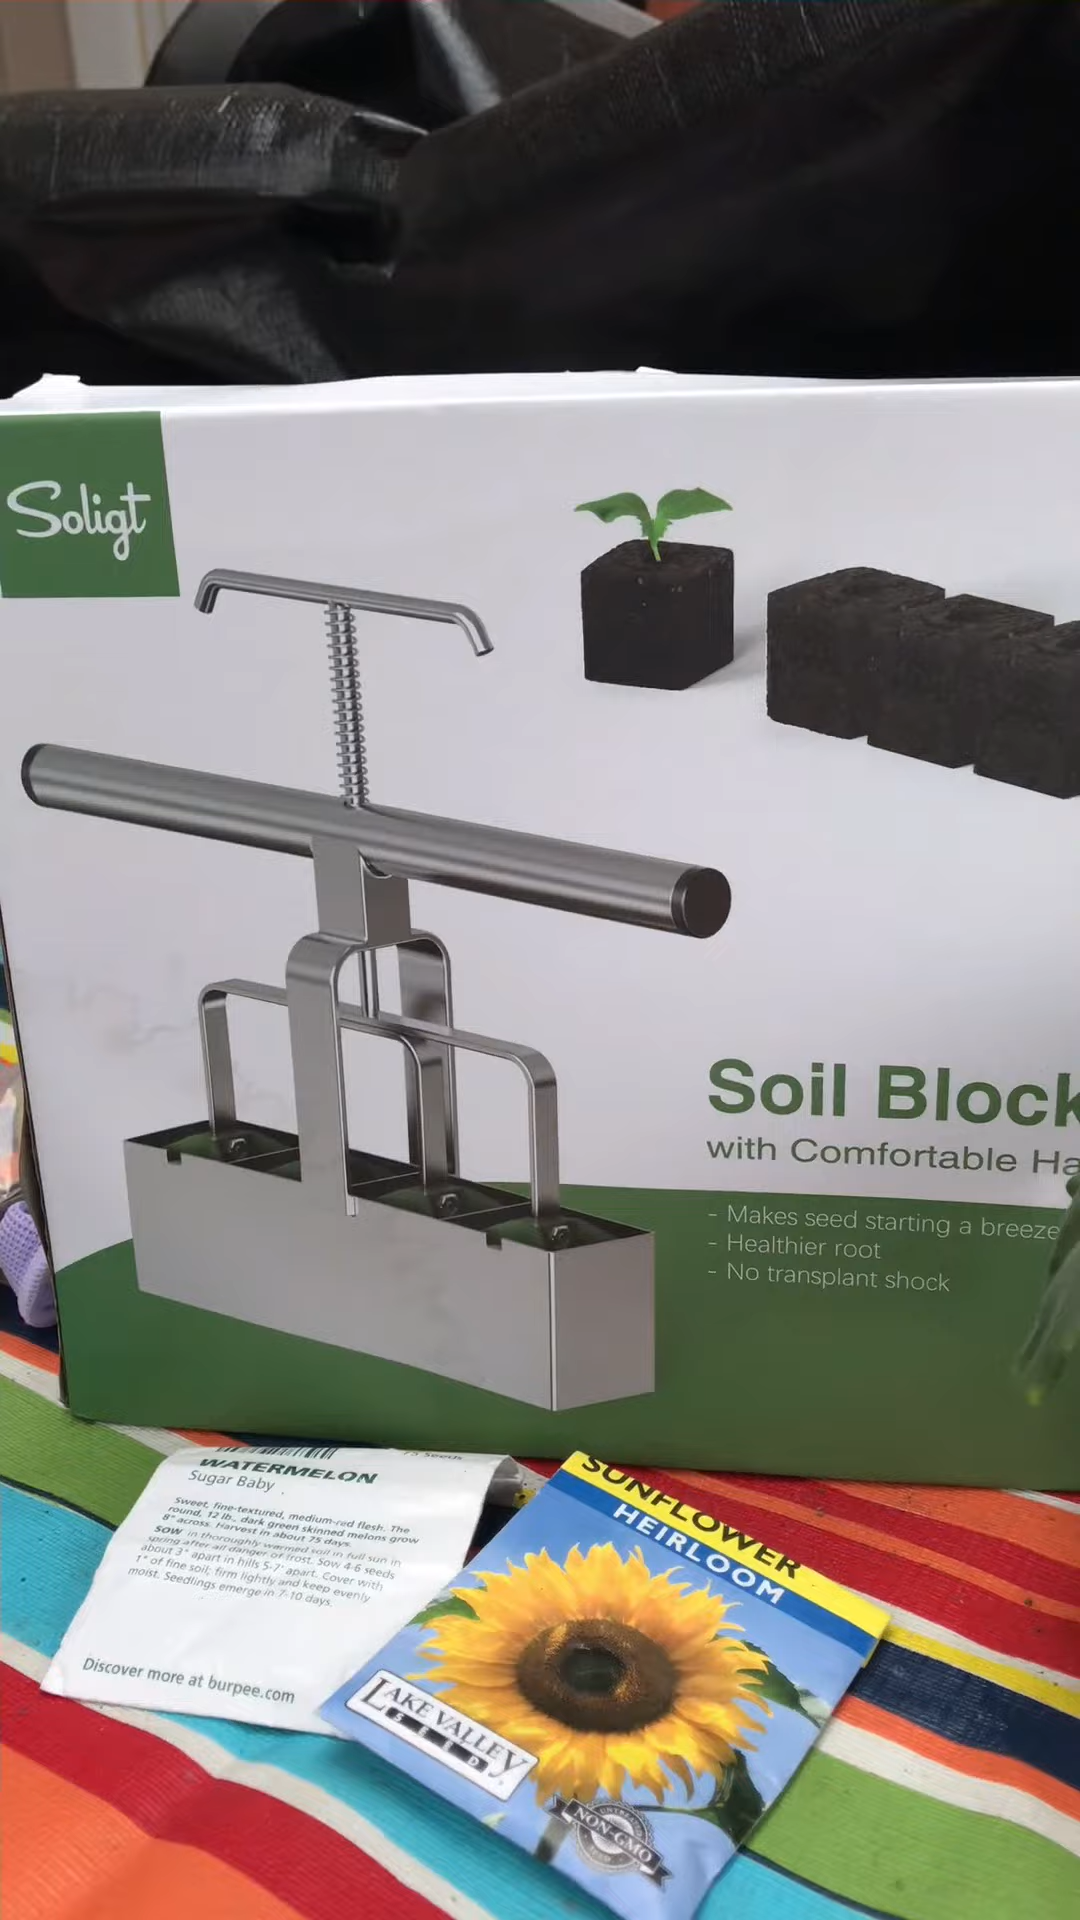 Soligt
Soil Block
with Comfortable Ha
- Makes seed starting a breeze
- Healthier root
- No transplant shock
75 Seeds
WATERMELON
Sugar Baby
Sweet, fine-textured, medium-red flesh. The
round, 12 lb., dark green skinned melons grow
8" across. Harvest in about 75 days.
SOW in thoroughly warmed soil in full sun in
spring after all danger of frost. Sow 4-6 seeds
about 3" apart in hills 5-7' apart. Cover with
1" of fine soil; firm lightly and keep evenly
moist. Seedlings emerge in 7-10 days.
Discover more at burpee.com
SUNFLOWER
HEIRLOOM
LAKE VALLEY
SEED
UNTREATED
NON-GMO
SEED